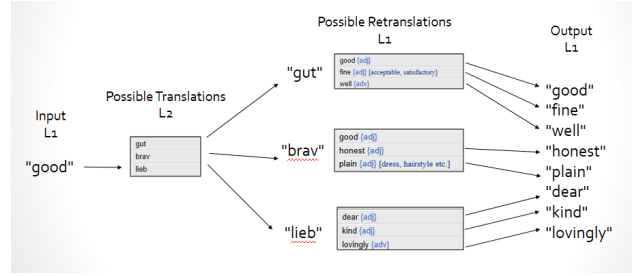 Input
L1
"good"
Possible Translations
L2
gut
brav
lieb
Possible Retranslations
L1
"gut"
good {adj}
fine {adj} [acceptable, satisfactory]
well {adv}
"brav"
good {adj}
honest {adj}
plain {adj} [dress, hairstyle etc.]
"lieb"
dear {adj}
kind {adj}
lovingly {adv}
Output
L1
"good"
"fine"
"well"
"honest"
"plain"
"dear"
"kind"
"lovingly"